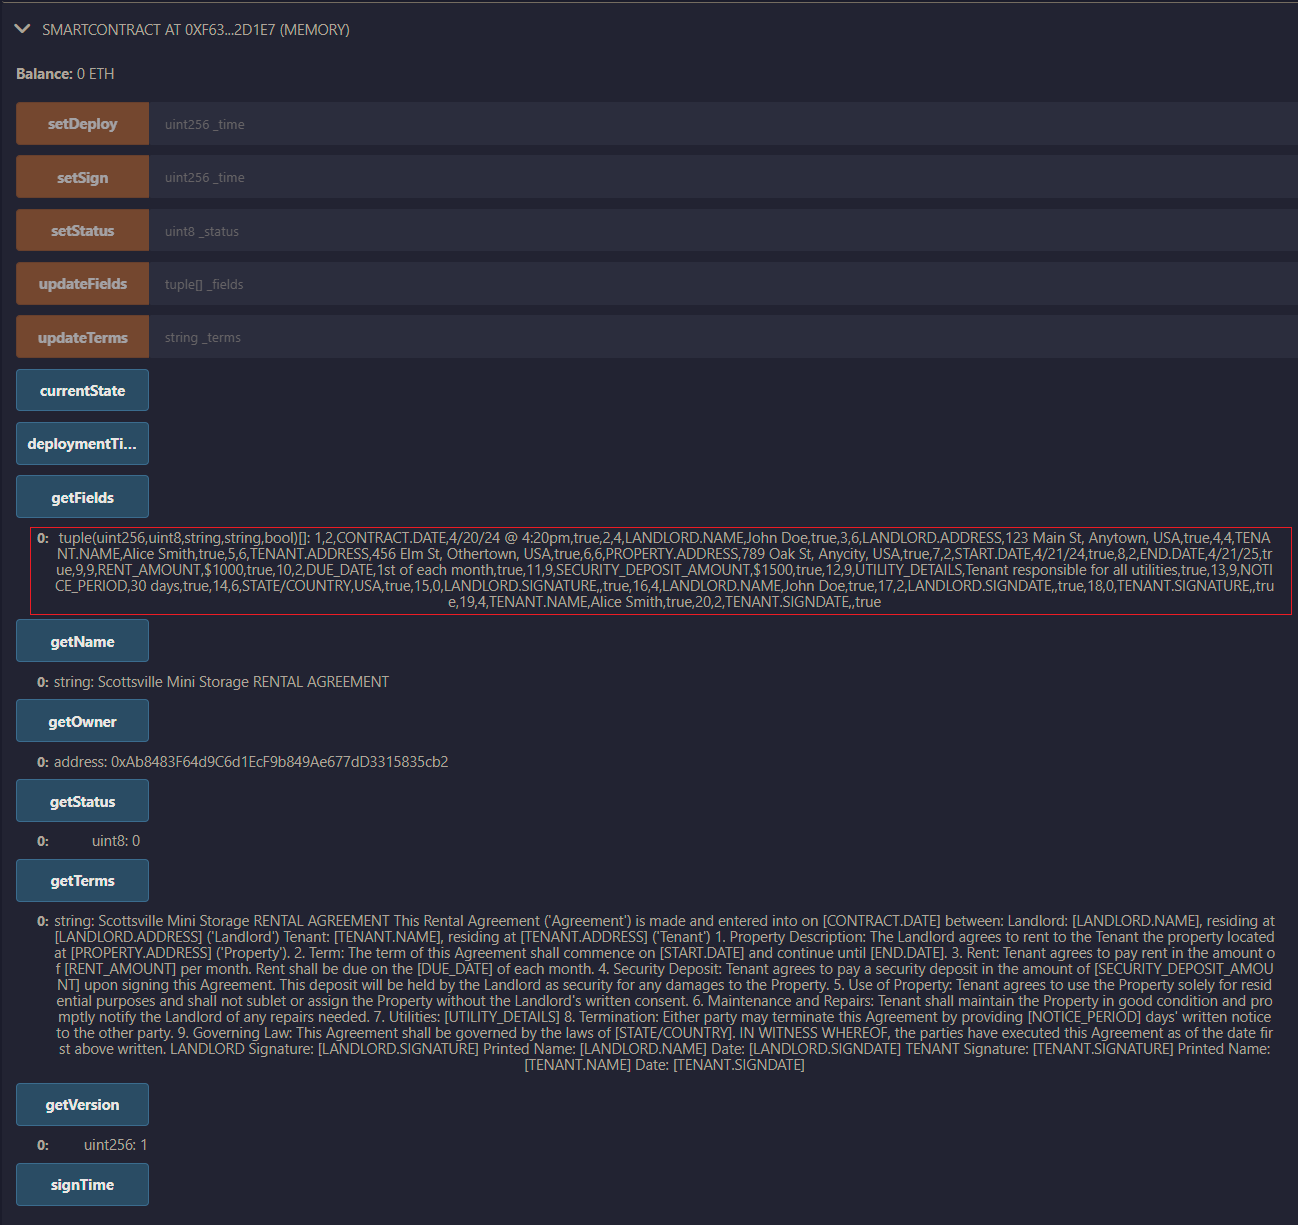 SMARTCONTRACT AT 0XF63...2D1E7 (MEMORY)
Balance: 0 ETH
setDeploy uint256 _time
setSign uint256 _time
setStatus uint8 _status
updateFields tuple[] _fields
updateTerms string _terms
currentState
deploymentTi...
getFields
0: tuple(uint256,uint8,string,string,bool)[]: 1,2,CONTRACT.DATE,4/20/24 @ 4:20pm,true,2,4,LANDLORD.NAME,John Doe,true,3,6,LANDLORD.ADDRESS,123 Main St, Anytown, USA,true,4,4,TENA
NT.NAME,Alice Smith,true,5,6,TENANT.ADDRESS,456 Elm St, Othertown, USA,true,6,6,PROPERTY.ADDRESS,789 Oak St, Anycity, USA,true,7,2,START.DATE,4/21/24,true,8,2,END.DATE,4/21/25,tr
ue,9,9,RENT_AMOUNT,$1000,true,10,2,DUE_DATE,1st of each month,true,11,9,SECURITY_DEPOSIT_AMOUNT,$1500,true,12,9,UTILITY_DETAILS,Tenant responsible for all utilities,true,13,9,NOTI
CE_PERIOD,30 days,true,14,6,STATE/COUNTRY,USA,true,15,0,LANDLORD.SIGNATURE,,true,16,4,LANDLORD.NAME,John Doe,true,17,2,LANDLORD.SIGNDATE,,true,18,0,TENANT.SIGNATURE,,tru
e,19,4,TENANT.NAME,Alice Smith,true,20,2,TENANT.SIGNDATE,,true
getName
0: string: Scottsville Mini Storage RENTAL AGREEMENT
getOwner
0: address: 0xAb8483F64d9C6d1EcF9b849Ae677dD3315835cb2
getStatus
0: uint8: 0
getTerms
0: string: Scottsville Mini Storage RENTAL AGREEMENT This Rental Agreement ('Agreement') is made and entered into on [CONTRACT.DATE] between: Landlord: [LANDLORD.NAME], residing at
[LANDLORD.ADDRESS] ('Landlord') Tenant: [TENANT.NAME], residing at [TENANT.ADDRESS] ('Tenant') 1. Property Description: The Landlord agrees to rent to the Tenant the property located
at [PROPERTY.ADDRESS] ('Property'). 2. Term: The term of this Agreement shall commence on [START.DATE] and continue until [END.DATE]. 3. Rent: Tenant agrees to pay rent in the amount o
f [RENT_AMOUNT] per month. Rent shall be due on the [DUE_DATE] of each month. 4. Security Deposit: Tenant agrees to pay a security deposit in the amount of [SECURITY_DEPOSIT_AMOU
NT] upon signing this Agreement. This deposit will be held by the Landlord as security for any damages to the Property. 5. Use of Property: Tenant agrees to use the Property solely for resid
ential purposes and shall not sublet or assign the Property without the Landlord's written consent. 6. Maintenance and Repairs: Tenant shall maintain the Property in good condition and pro
mptly notify the Landlord of any repairs needed. 7. Utilities: [UTILITY_DETAILS] 8. Termination: Either party may terminate this Agreement by providing [NOTICE_PERIOD] days' written notice
to the other party. 9. Governing Law: This Agreement shall be governed by the laws of [STATE/COUNTRY]. IN WITNESS WHEREOF, the parties have executed this Agreement as of the date fir
st above written. LANDLORD Signature: [LANDLORD.SIGNATURE] Printed Name: [LANDLORD.NAME] Date: [LANDLORD.SIGNDATE] TENANT Signature: [TENANT.SIGNATURE] Printed Name:
[TENANT.NAME] Date: [TENANT.SIGNDATE]
getVersion
0: uint256: 1
signTime